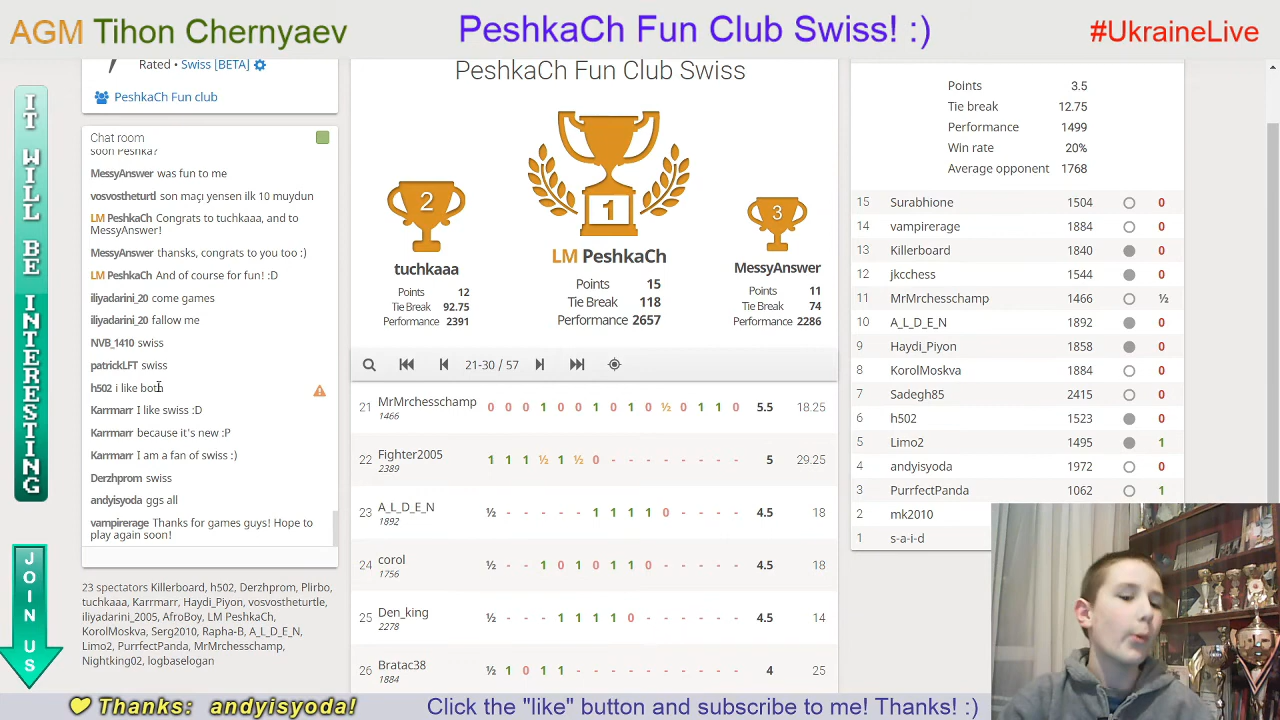 AGM Tihon Chernyaev
PeshkaCh Fun Club Swiss! :)
#UkraineLive
IT WILL BE INTERESTING
JOIN US
Rated • Swiss [BETA]
PeshkaCh Fun club
Chat room
soon Peshka?
MessyAnswer was fun to me
vosvostheturtl son maçı yensen ilk 10 muydun
LM PeshkaCh Congrats to tuchkaaa, and to
MessyAnswer!
MessyAnswer thanks, congrats to you too :)
LM PeshkaCh And of course for fun! :D
iliyadarini_20 come games
iliyadarini_20 fallow me
NVB_1410 swiss
patrickLFT swiss
h502 i like both
Karrmarr I like swiss :D
Karrmarr because it's new :P
Karrmarr I am a fan of swiss :)
Derzhprom swiss
andyisyoda ggs all
vampirerage Thanks for games guys! Hope to
play again soon!
23 spectators Killerboard, h502, Derzhprom, Plirbo,
tuchkaaa, Karrmarr, Haydi_Piyon, vosvostheturtle,
iliyadarini_2005, AfroBoy, LM PeshkaCh,
KorolMoskva, Serg2010, Rapha-B, A_L_D_E_N,
Limo2, PurrfectPanda, MrMrchesschamp,
Nightking02, logbaselogan
PeshkaCh Fun Club Swiss
2
1
3
tuchkaaa
Points 12
Tie Break 92.75
Performance 2391
LM PeshkaCh
Points 15
Tie Break 118
Performance 2657
MessyAnswer
Points 11
Tie Break 74
Performance 2286
21-30 / 57
21 MrMrchesschamp 0 0 0 1 0 0 1 0 1 0 ½ 0 1 1 0 5.5 18.25
1466
22 Fighter2005 1 1 1 ½ 1 ½ 0 - - - - - - - - 5 29.25
2389
23 A_L_D_E_N ½ - - - - - 1 1 1 1 0 - - - - 4.5 18
1892
24 corol ½ - - 1 0 1 0 1 1 0 - - - - - 4.5 18
1756
25 Den_king ½ - - - 1 1 1 1 0 - - - - - - 4.5 14
2278
26 Bratac38 ½ 1 0 1 1 - - - - - - - - - - 4 25
1884
Points 3.5
Tie break 12.75
Performance 1499
Win rate 20%
Average opponent 1768
15 Surabhione 1504 0
14 vampirerage 1884 0
13 Killerboard 1840 0
12 jkcchess 1544 0
11 MrMrchesschamp 1466 ½
10 A_L_D_E_N 1892 0
9 Haydi_Piyon 1858 0
8 KorolMoskva 1884 0
7 Sadegh85 2415 0
6 h502 1523 0
5 Limo2 1495 1
4 andyisyoda 1972 0
3 PurrfectPanda 1062 1
2 mk2010
1 s-a-i-d
Thanks: andyisyoda!
Click the "like" button and subscribe to me! Thanks! :)